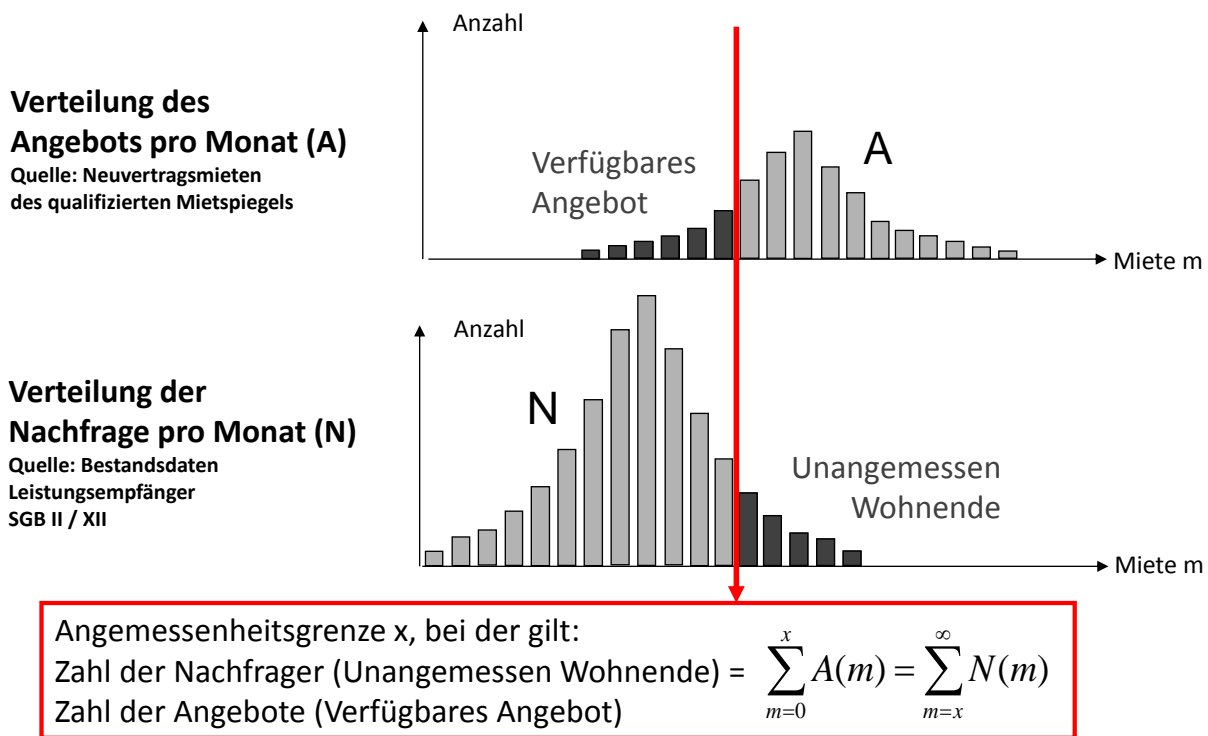 Anzahl
Verteilung des
Angebots pro Monat (A)
Quelle: Neuvertragsmieten
des qualifizierten Mietspiegels
Verfügbares
Angebot
A
Miete m
Anzahl
Verteilung der
Nachfrage pro Monat (N)
Quelle: Bestandsdaten
Leistungsempfänger
SGB II / XII
N
Unangemessen
Wohnende
Miete m
Angemessenheitsgrenze x, bei der gilt:
Zahl der Nachfrager (Unangemessen Wohnende) =
Zahl der Angebote (Verfügbares Angebot)
x ∞
∑ A(m) = ∑ N(m)
m=0 m=x